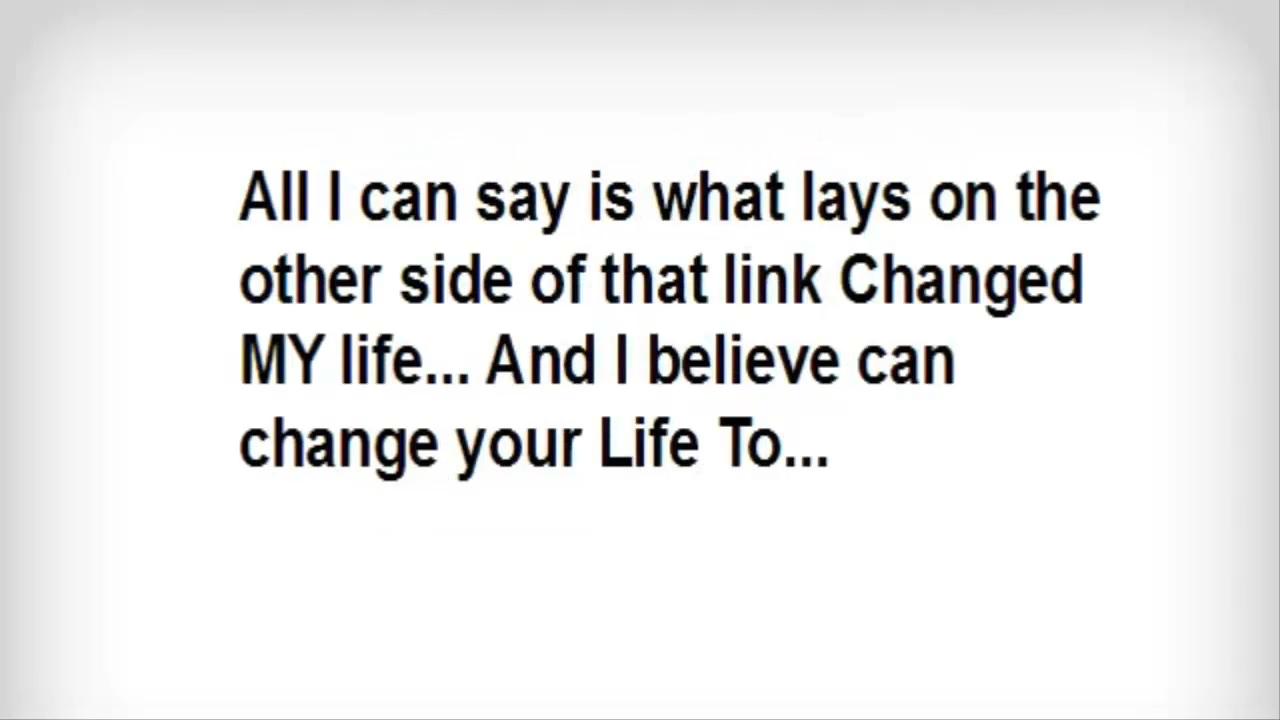 All I can say is what lays on the
other side of that link Changed
MY life... And I believe can
change your Life To...